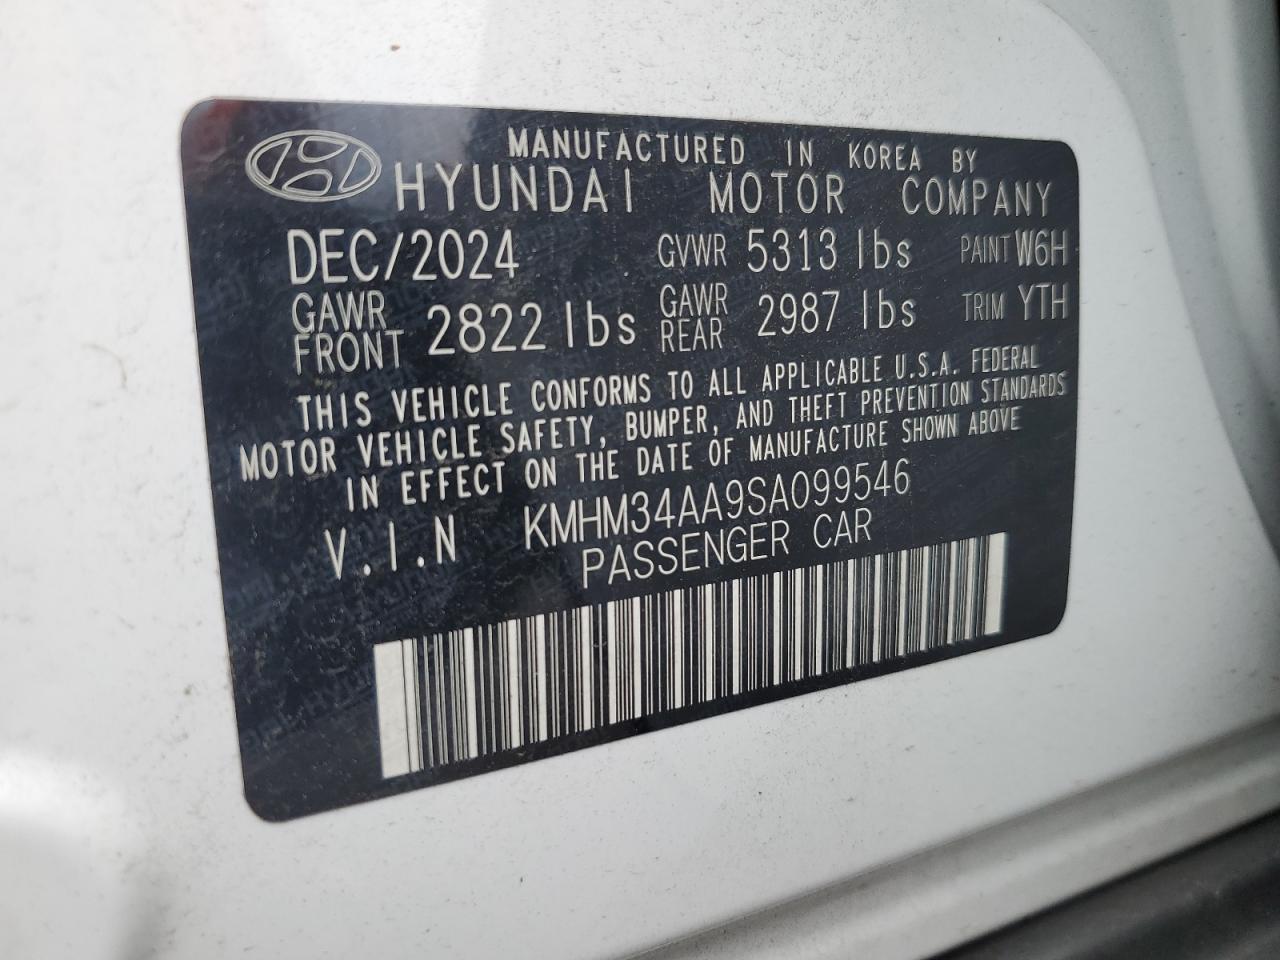 MANUFACTURED IN KOREA BY
HYUNDAI MOTOR COMPANY
DEC/2024 GVWR 5313 lbs PAINT W6H
GAWR FRONT 2822 lbs GAWR REAR 2987 lbs TRIM YTH
THIS VEHICLE CONFORMS TO ALL APPLICABLE U.S.A. FEDERAL
MOTOR VEHICLE SAFETY, BUMPER, AND THEFT PREVENTION STANDARDS
IN EFFECT ON THE DATE OF MANUFACTURE SHOWN ABOVE
V.I.N KMHM34AA9SA099546
PASSENGER CAR